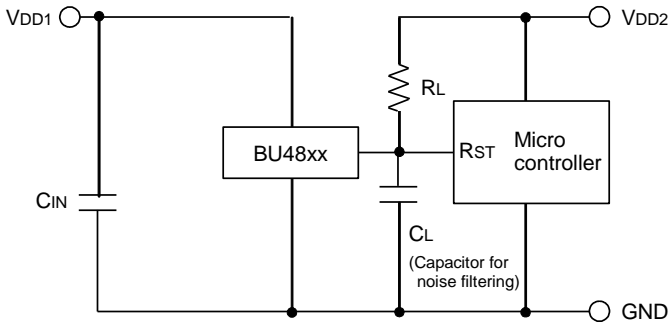 VDD1
VDD2
RL
BU48xx
RST
Micro
controller
CIN
CL
(Capacitor for
noise filtering)
GND